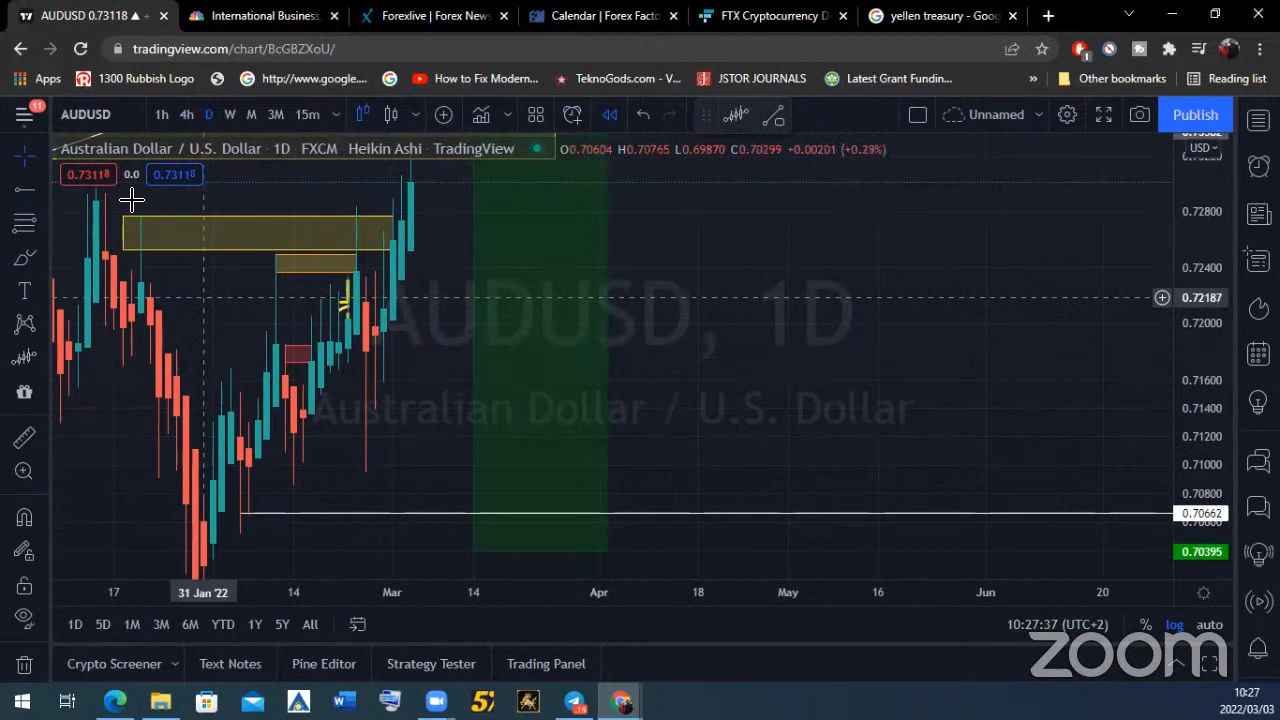 AUDUSD 0.73118 ▲ +
International Business
Forexlive | Forex News
Calendar | Forex Facto
FTX Cryptocurrency D
yellen treasury - Goog
tradingview.com/chart/BcGBZXoU/
1
Apps
1300 Rubbish Logo
http://www.google....
How to Fix Modern...
TeknoGods.com - V...
JSTOR JOURNALS
Latest Grant Fundin...
»
Other bookmarks
Reading list
11
AUDUSD
1h 4h D W M 3M 15m
Unnamed
Publish
Australian Dollar / U.S. Dollar · 1D · FXCM · Heikin Ashi · TradingView
O0.70604 H0.70765 L0.69870 C0.70299 +0.00201 (+0.29%)
USD
0.73118 0.0 0.73118
0.72800
0.72400
0.72187
0.72000
0.71600
0.71400
0.71200
0.71000
0.70800
0.70662
0.70600
0.70395
AUDUSD, 1D
Australian Dollar / U.S. Dollar
17 31 Jan '22 14 Mar 14 Apr 18 May 16 Jun 20
1D 5D 1M 3M 6M YTD 1Y 5Y All
10:27:37 (UTC+2) % log auto
Crypto Screener Text Notes Pine Editor Strategy Tester Trading Panel
zoom
10:27
2022/03/03